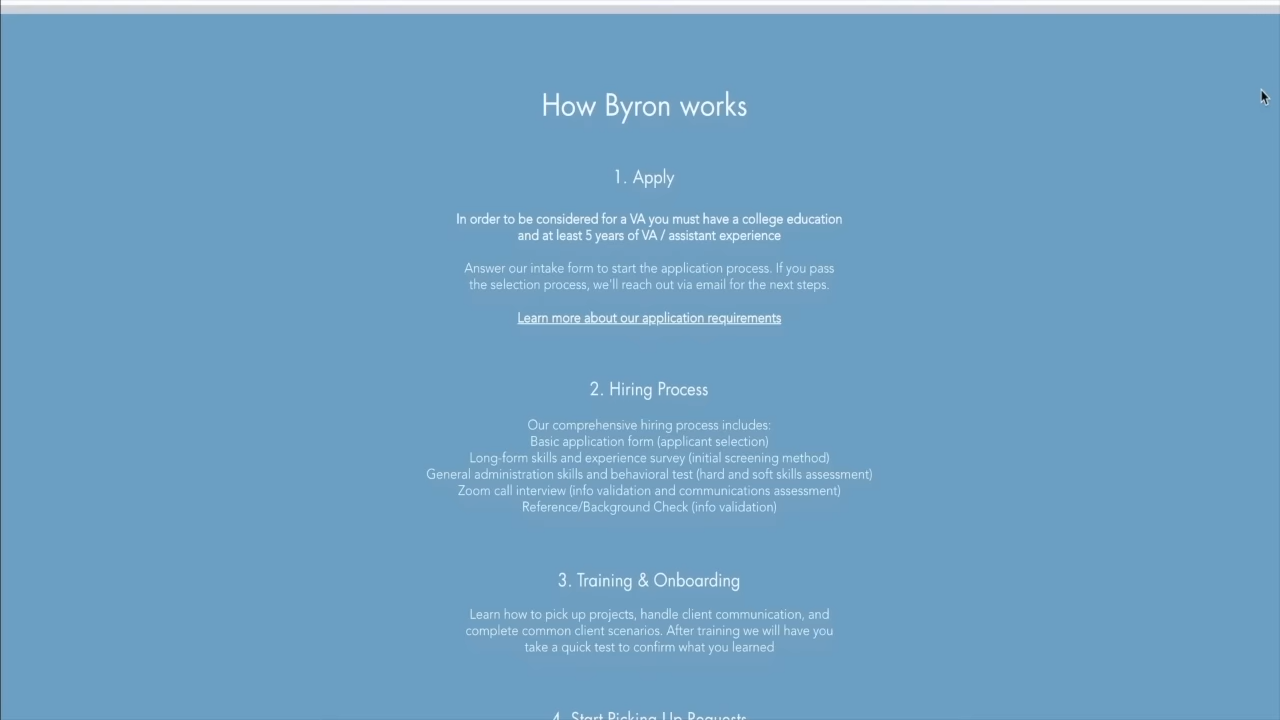 How Byron works
1. Apply
In order to be considered for a VA you must have a college education
and at least 5 years of VA / assistant experience
Answer our intake form to start the application process. If you pass
the selection process, we'll reach out via email for the next steps.
Learn more about our application requirements
2. Hiring Process
Our comprehensive hiring process includes:
Basic application form (applicant selection)
Long-form skills and experience survey (initial screening method)
General administration skills and behavioral test (hard and soft skills assessment)
Zoom call interview (info validation and communications assessment)
Reference/Background Check (info validation)
3. Training & Onboarding
Learn how to pick up projects, handle client communication, and
complete common client scenarios. After training we will have you
take a quick test to confirm what you learned
4. Start Picking Up Requests